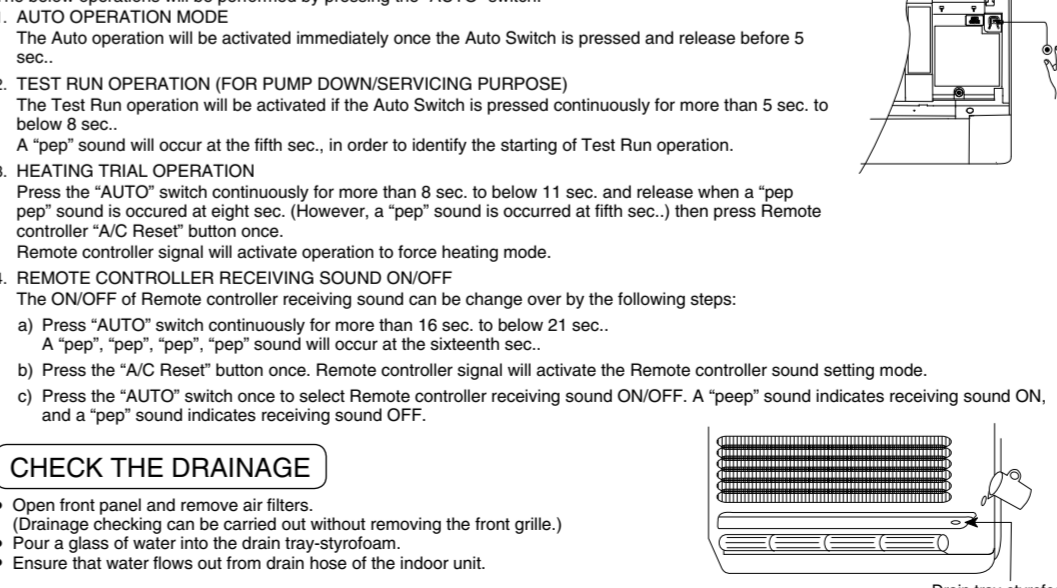 The below operations will be performed by pressing the "AUTO" switch.
1. AUTO OPERATION MODE
The Auto operation will be activated immediately once the Auto Switch is pressed and release before 5
sec..
2. TEST RUN OPERATION (FOR PUMP DOWN/SERVICING PURPOSE)
The Test Run operation will be activated if the Auto Switch is pressed continuously for more than 5 sec. to
below 8 sec..
A “pep” sound will occur at the fifth sec., in order to identify the starting of Test Run operation.
3. HEATING TRIAL OPERATION
Press the “AUTO” switch continuously for more than 8 sec. to below 11 sec. and release when a “pep
pep” sound is occured at eight sec. (However, a “pep” sound is occurred at fifth sec..) then press Remote
controller “A/C Reset” button once.
Remote controller signal will activate operation to force heating mode.
4. REMOTE CONTROLLER RECEIVING SOUND ON/OFF
The ON/OFF of Remote controller receiving sound can be change over by the following steps:
a) Press “AUTO” switch continuously for more than 16 sec. to below 21 sec..
A “pep”, “pep”, “pep”, “pep” sound will occur at the sixteenth sec..
b) Press the “A/C Reset” button once. Remote controller signal will activate the Remote controller sound setting mode.
c) Press the “AUTO” switch once to select Remote controller receiving sound ON/OFF. A “peep” sound indicates receiving sound ON,
and a “pep” sound indicates receiving sound OFF.
CHECK THE DRAINAGE
• Open front panel and remove air filters.
(Drainage checking can be carried out without removing the front grille.)
• Pour a glass of water into the drain tray-styrofoam.
• Ensure that water flows out from drain hose of the indoor unit.